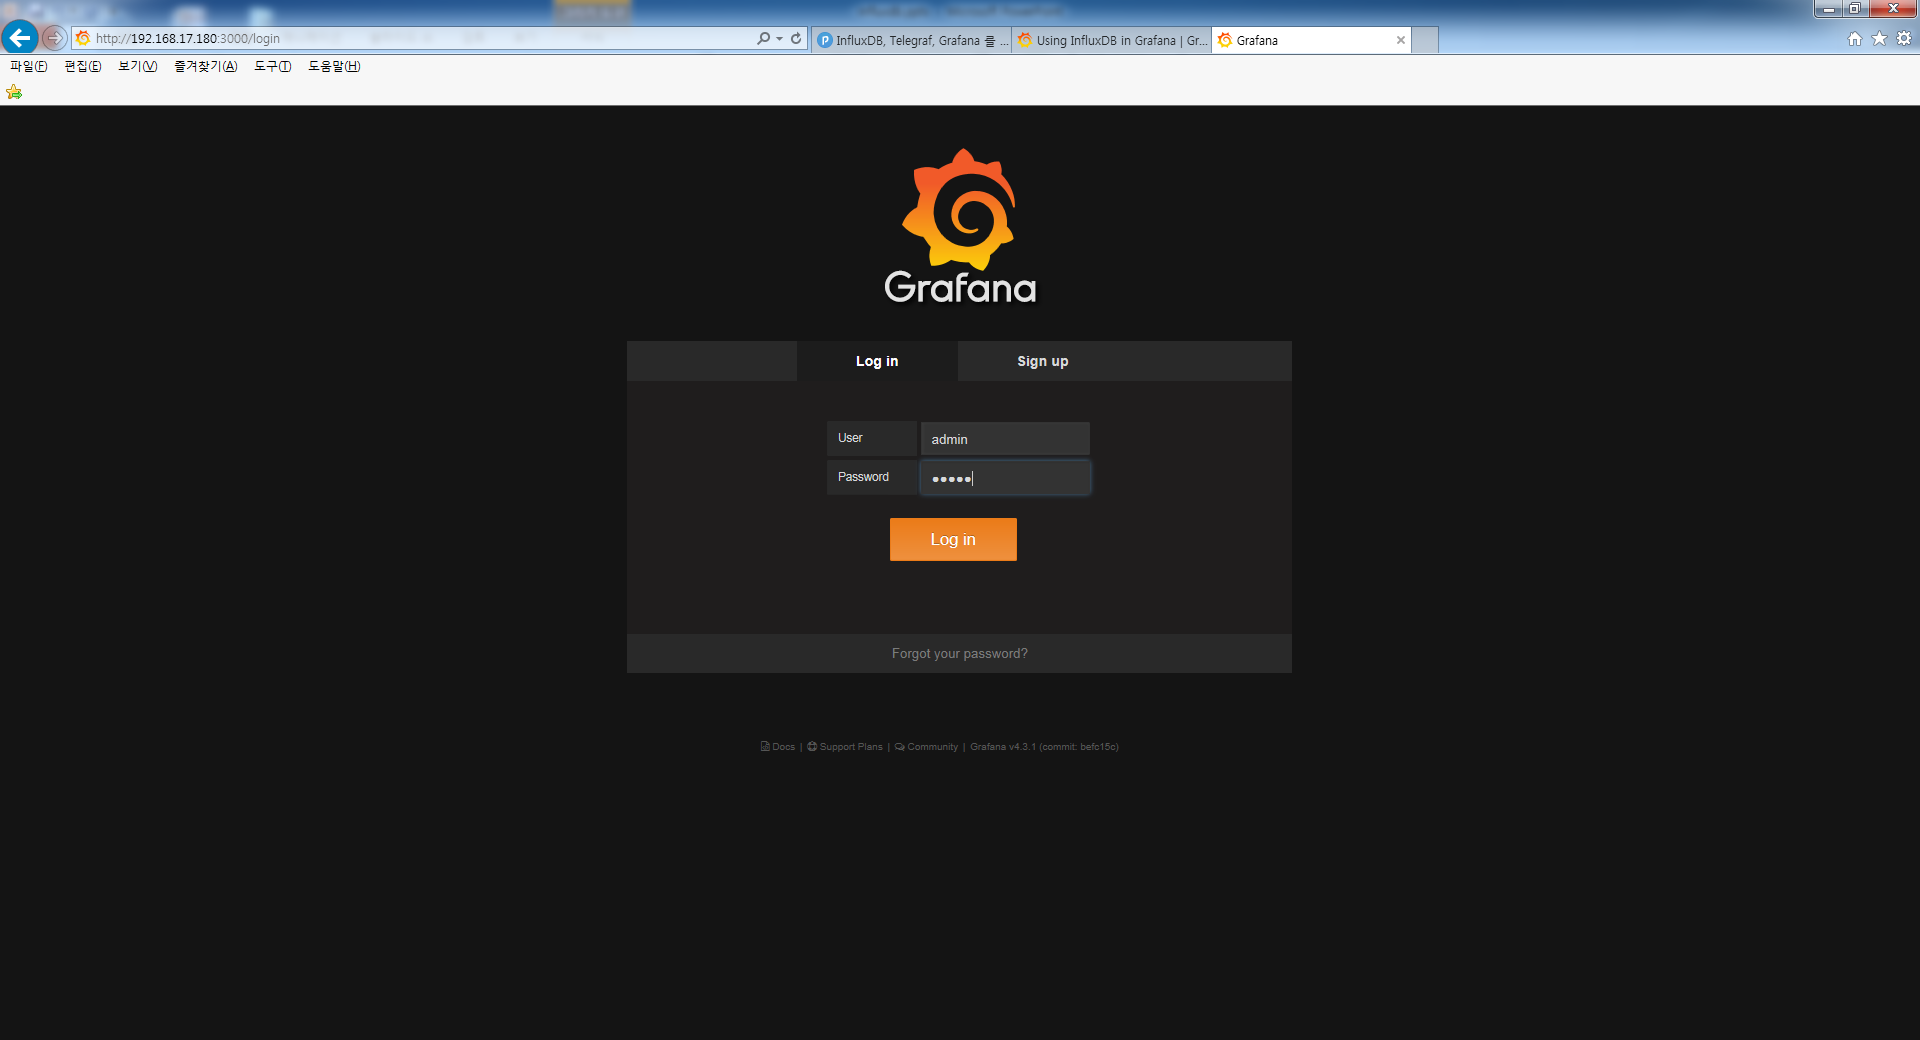 http://192.168.17.180:3000/login
InfluxDB, Telegraf, Grafana 를 ...
Using InfluxDB in Grafana | Gr...
Grafana
파일(F) 편집(E) 보기(V) 즐겨찾기(A) 도구(T) 도움말(H)
Grafana
Log in Sign up
User admin
Password •••••
Log in
Forgot your password?
Docs | Support Plans | Community | Grafana v4.3.1 (commit: befc15c)